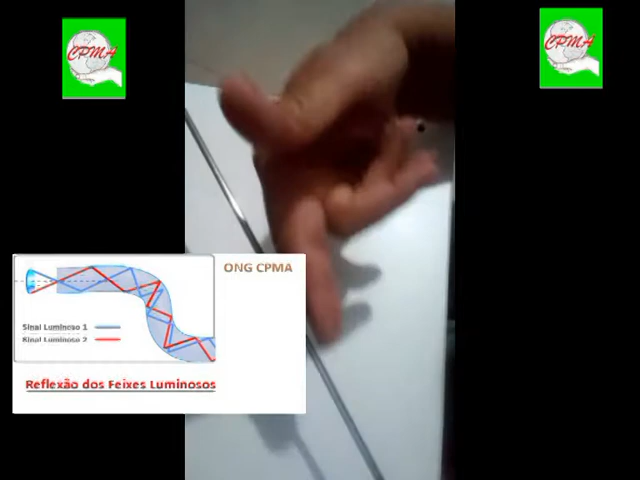 CPMA
CPMA
ONG CPMA
Sinal Luminoso 1
Sinal Luminoso 2
Reflexão dos Feixes Luminosos